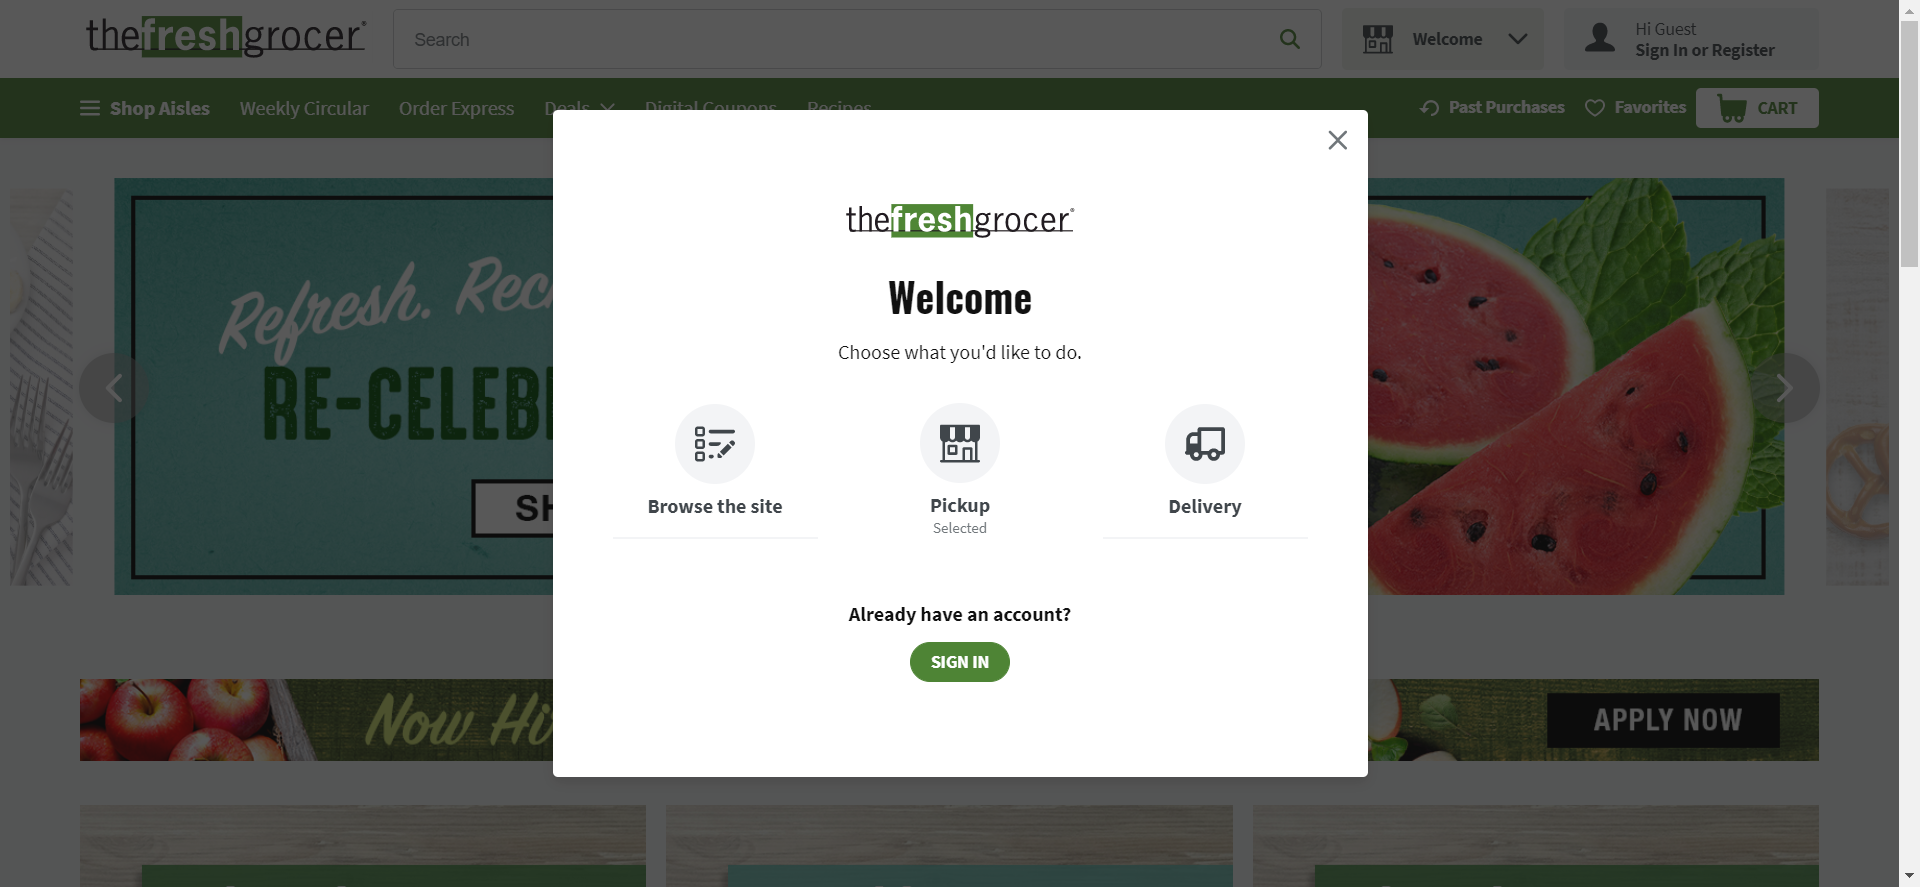 thefreshgrocer®
Search
Welcome
Hi Guest
Sign In or Register
Shop Aisles
Weekly Circular
Order Express
Deals
Digital Coupons
Recipes
Past Purchases
Favorites
CART
Refresh.
RE-CELEB
SH
thefreshgrocer®
Welcome
Choose what you'd like to do.
Browse the site
Pickup
Selected
Delivery
Already have an account?
SIGN IN
Now Hi
APPLY NOW